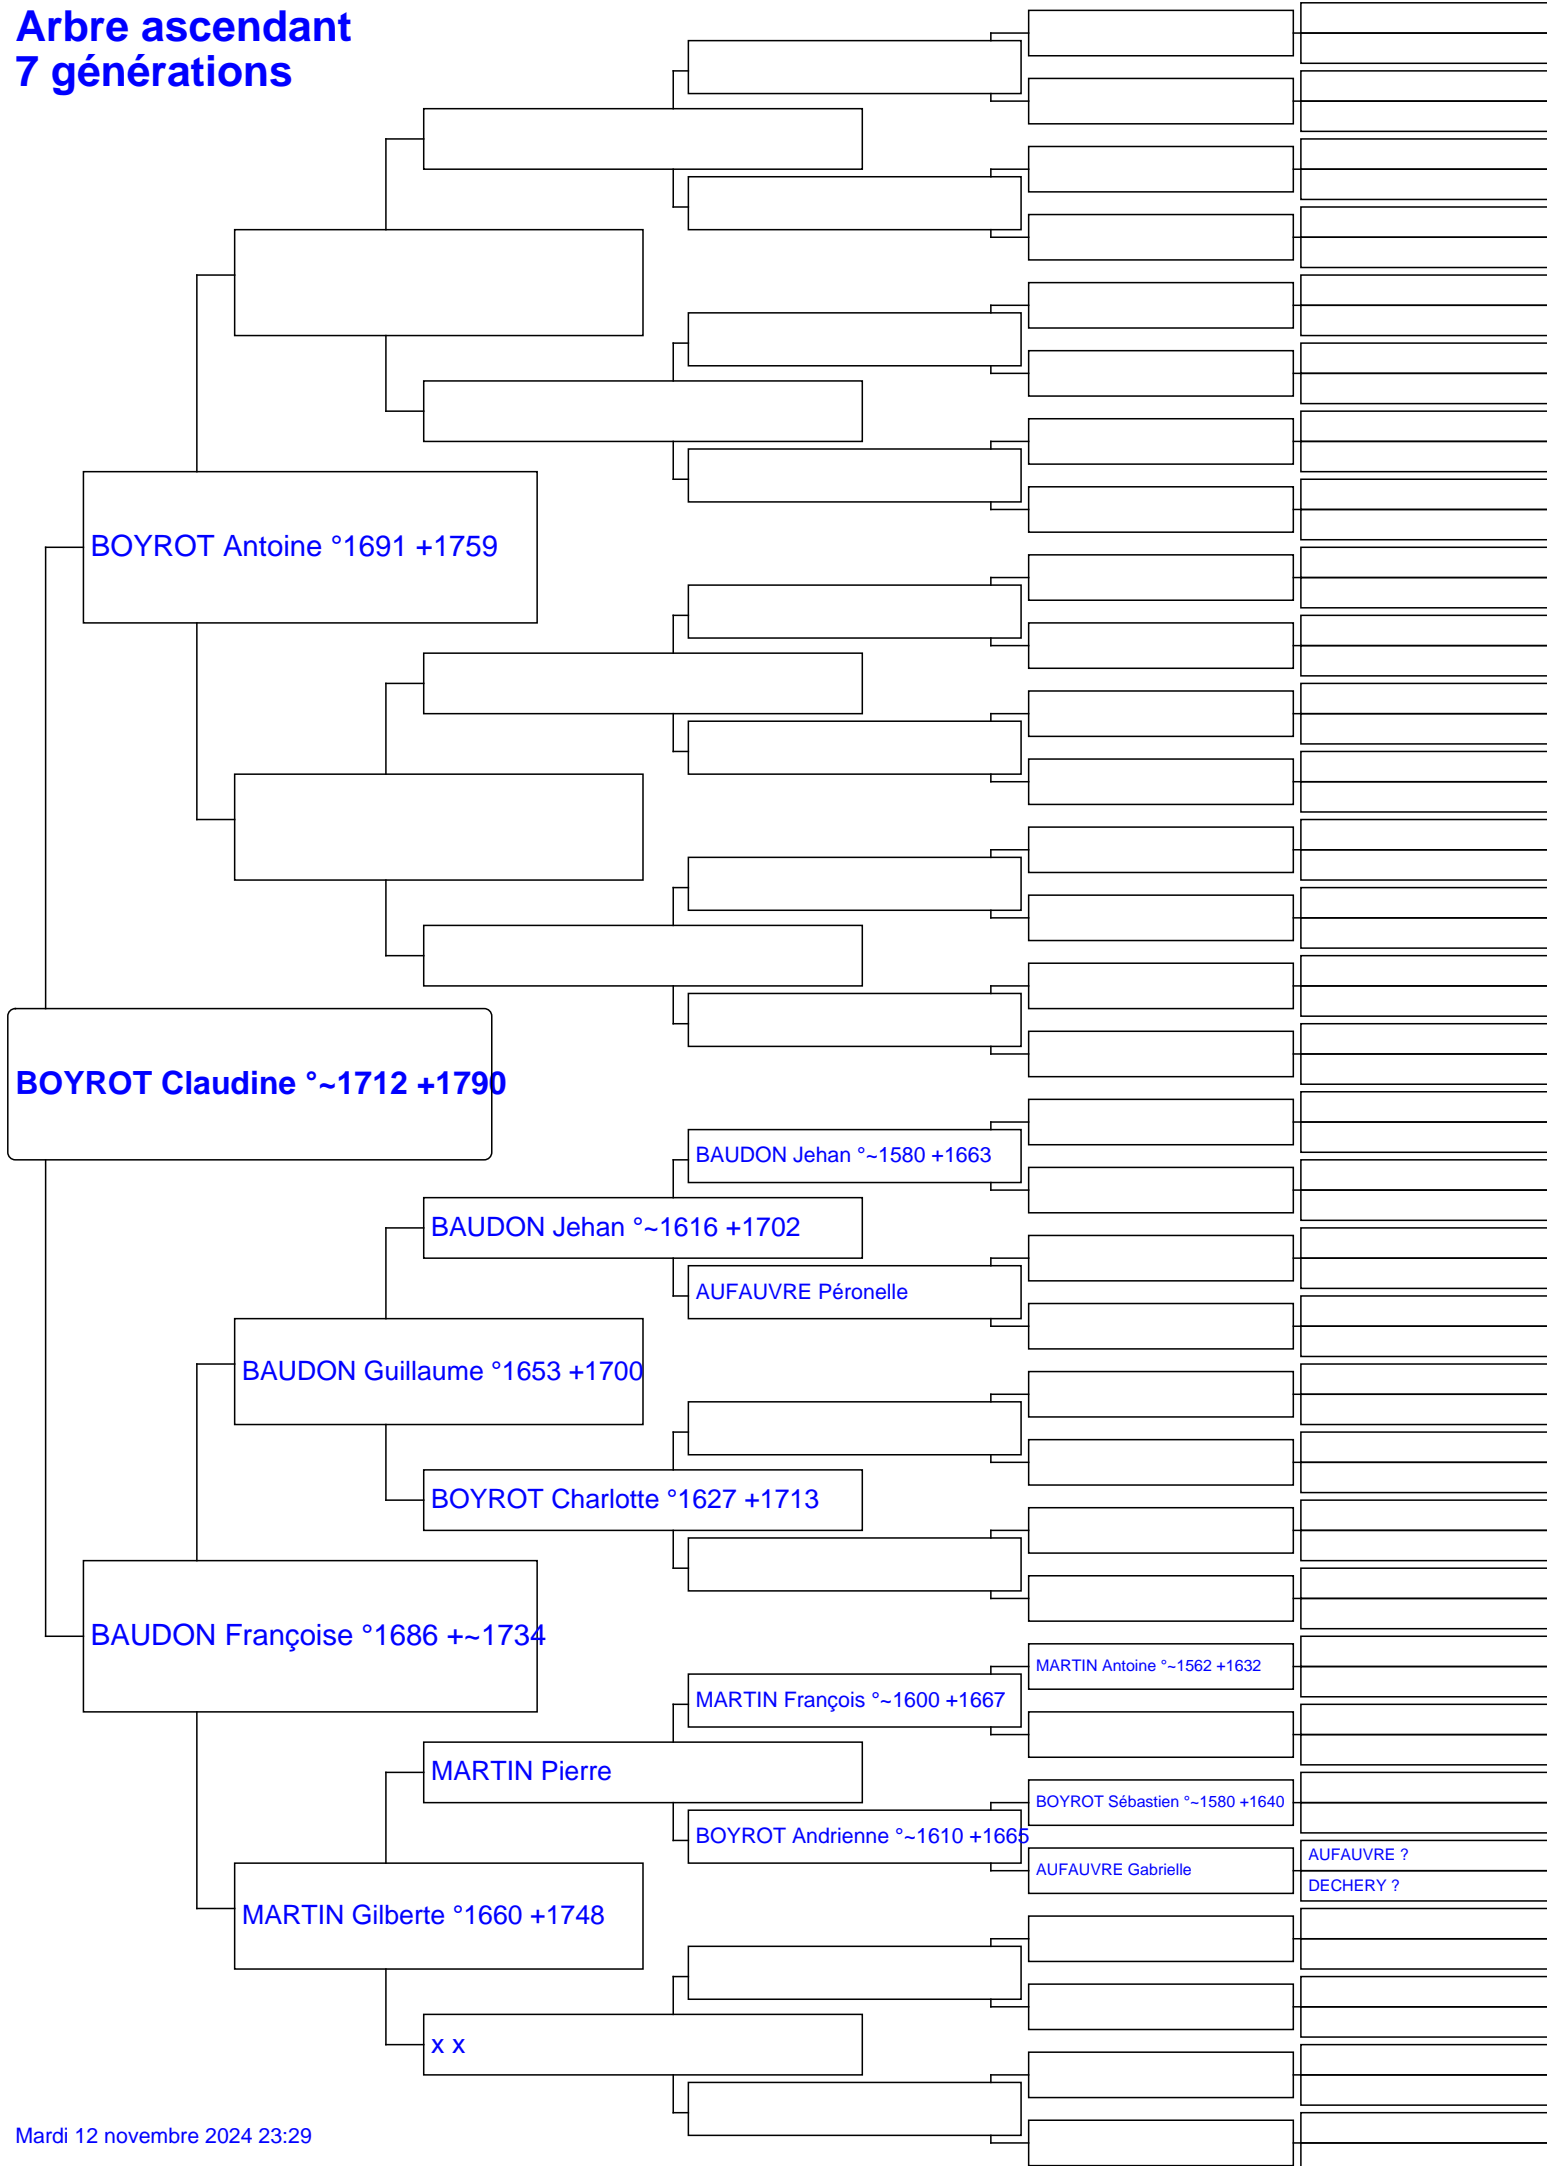 Arbre ascendant
7 générations
BOYROT Antoine °1691 +1759
BOYROT Claudine °~1712 +1790
BAUDON Jehan °~1580 +1663
BAUDON Jehan °~1616 +1702
AUFAUVRE Péronelle
BAUDON Guillaume °1653 +1700
BOYROT Charlotte °1627 +1713
BAUDON Françoise °1686 +~1734
MARTIN Antoine °~1562 +1632
MARTIN François °~1600 +1667
MARTIN Pierre
BOYROT Sébastien °~1580 +1640
BOYROT Andrienne °~1610 +1665
AUFAUVRE ?
AUFAUVRE Gabrielle
DECHERY ?
MARTIN Gilberte °1660 +1748
x x
Mardi 12 novembre 2024 23:29